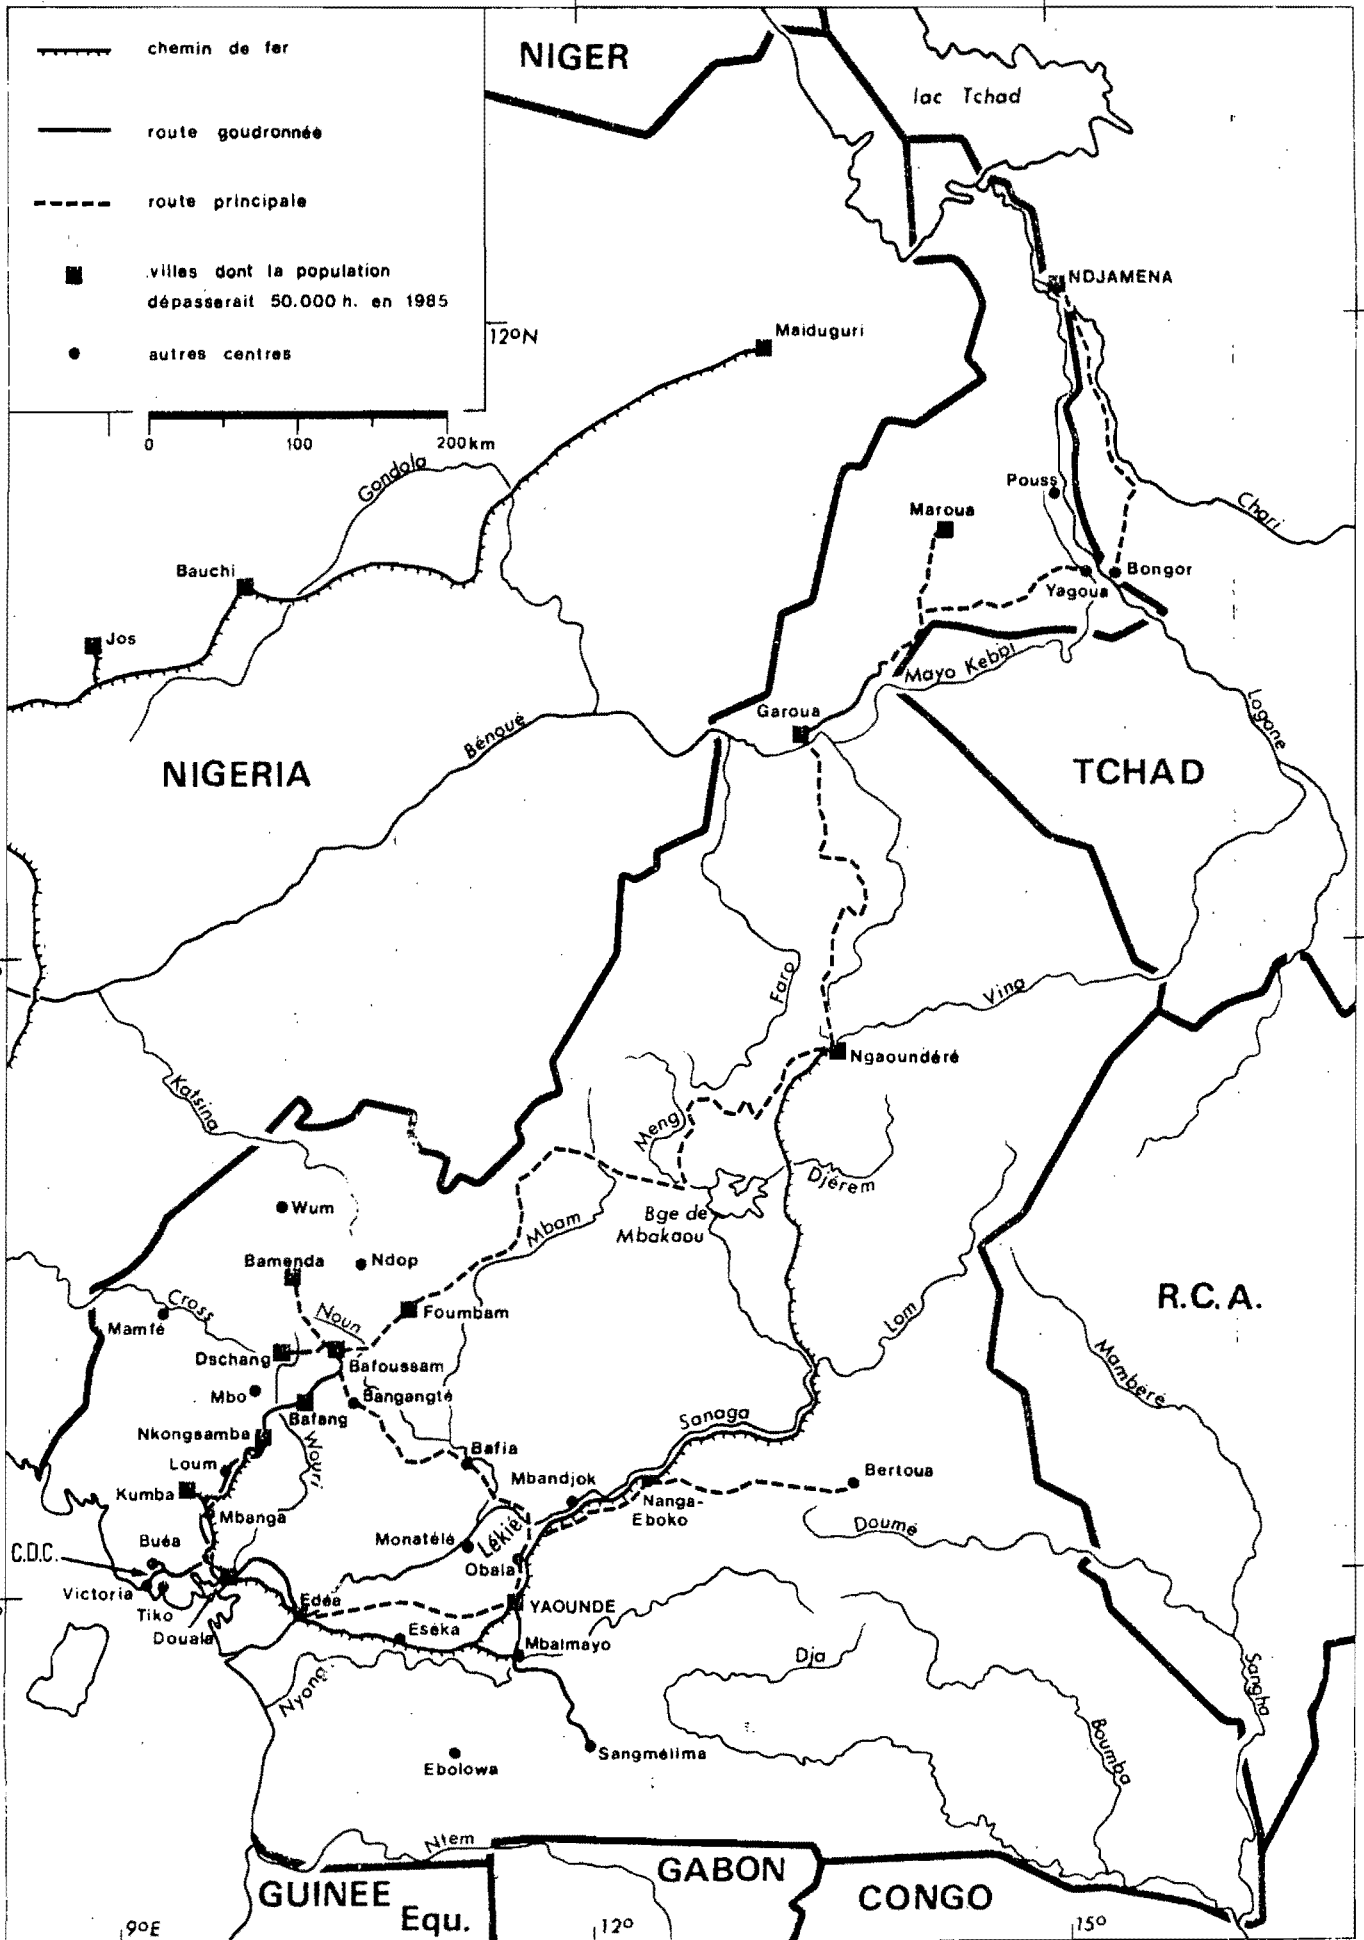 chemin de fer
route goudronnée
route principale
villes dont la population
dépasserait 50.000 h. en 1985
autres centres
0 100 200 km
NIGER
lac Tchad
NDJAMENA
12°N
Maiduguri
Gondola
Pouss
Chari
Maroua
Bauchi
Bongor
Yagoua
Jos
Mayo Kebbi
Garoua
Logone
Bénoué
NIGERIA
TCHAD
Faro
Vina
Ngaoundéré
Katsina
Meng
Djérem
Wum
Mbam
Bge de
Mbakaou
Bamenda
Ndop
Cross
Noun
Foumbam
R.C.A.
Mamfé
Lom
Dschang
Bafoussam
Mambéré
Mbo
Bangangté
Bafang
Sanaga
Nkongsamba
Wouri
Bafia
Loum
Bertoua
Mbandjok
Kumba
Nanga-
Eboko
Mbanga
Doumé
Buéa
Monatélé
Lékié
C.D.C.
Obala
Victoria
Edéa
YAOUNDE
Tiko
Douala
Eséka
Mbalmayo
Dja
Sangha
Nyong
Boumba
Sangmélima
Ebolowa
Ntem
GABON
GUINEE
Equ.
CONGO
9°E
12°
15°